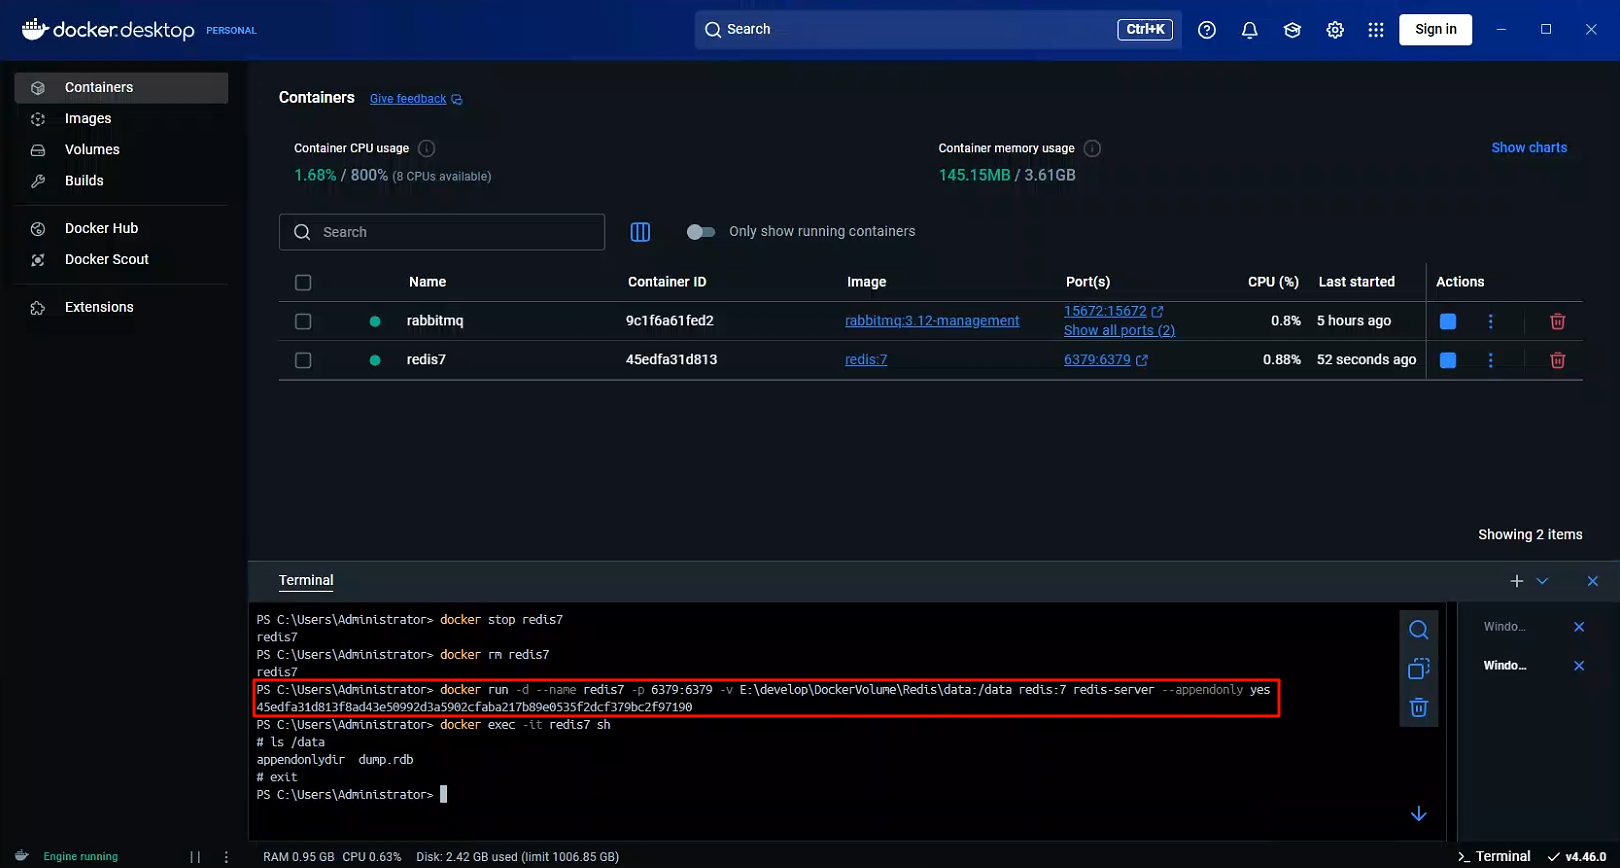 docker.desktop PERSONAL
Search Ctrl+K
Sign in
Containers
Images
Volumes
Builds
Docker Hub
Docker Scout
Extensions
Containers Give feedback
Container CPU usage
1.68% / 800% (8 CPUs available)
Container memory usage
145.15MB / 3.61GB
Show charts
Search
Only show running containers
Name Container ID Image Port(s) CPU (%) Last started Actions
rabbitmq 9c1f6a61fed2 rabbitmq:3.12-management 15672:15672 0.8% 5 hours ago
Show all ports (2)
redis7 45edfa31d813 redis:7 6379:6379 0.88% 52 seconds ago
Showing 2 items
Terminal
PS C:\Users\Administrator> docker stop redis7
redis7
PS C:\Users\Administrator> docker rm redis7
redis7
PS C:\Users\Administrator> docker run -d --name redis7 -p 6379:6379 -v E:\develop\DockerVolume\Redis\data:/data redis:7 redis-server --appendonly yes
45edfa31d813f8ad43e50992d3a5902cfaba217b89e0535f2dcf379bc2f97190
PS C:\Users\Administrator> docker exec -it redis7 sh
# ls /data
appendonlydir dump.rdb
# exit
PS C:\Users\Administrator>
Windo...
Windo...
Engine running
RAM 0.95 GB CPU 0.63% Disk: 2.42 GB used (limit 1006.85 GB)
Terminal v4.46.0